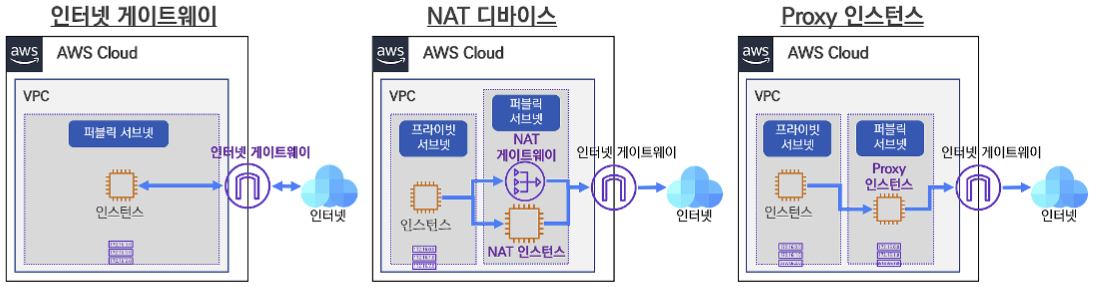 인터넷 게이트웨이
aws
AWS Cloud
VPC
퍼블릭 서브넷
인터넷 게이트웨이
인스턴스
인터넷
NAT 디바이스
aws
AWS Cloud
VPC
프라이빗
서브넷
퍼블릭
서브넷
NAT
게이트웨이
인터넷 게이트웨이
인스턴스
NAT 인스턴스
인터넷
Proxy 인스턴스
aws
AWS Cloud
VPC
프라이빗
서브넷
퍼블릭
서브넷
Proxy
인스턴스
인터넷 게이트웨이
인스턴스
인터넷